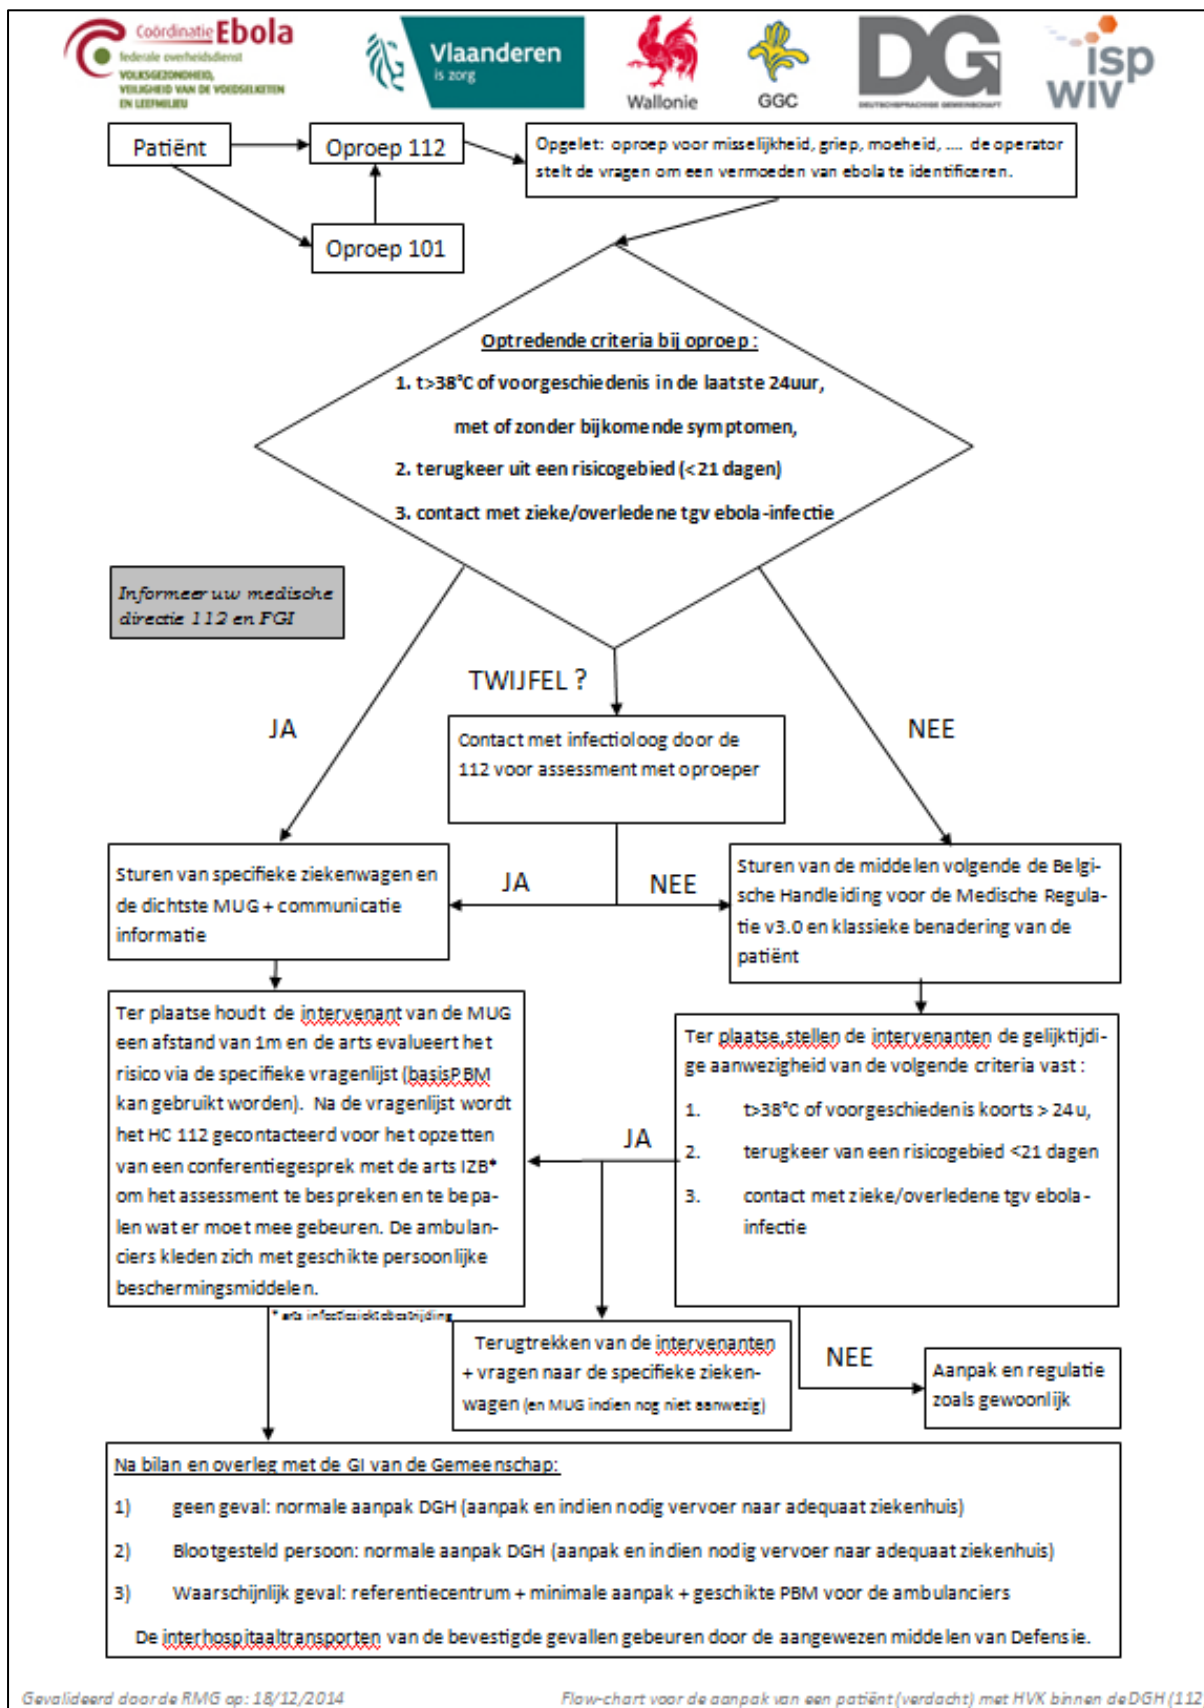 Coördinatie Ebola
federale overheidsdienst
VOLKSGEZONDHEID,
VEILIGHEID VAN DE VOEDSELKETEN
EN LEEFMILIEU
Vlaanderen
is zorg
Wallonie
GGC
DG
DEUTSCHSPRACHIGE GEMEINSCHAFT
isp
WIV
Patiënt
Oproep 112
Opgelet: oproep voor misselijkheid, griep, moeheid, .... de operator
stelt de vragen om een vermoeden van ebola te identificeren.
Oproep 101
Optredende criteria bij oproep :
1. t>38°C of voorgeschiedenis in de laatste 24uur,
met of zonder bijkomende symptomen,
2. terugkeer uit een risicogebied (< 21 dagen)
3. contact met zieke/overledene tgv ebola-infectie
Informeer uw medische
directie 112 en FGI
TWIJFEL ?
JA
NEE
Contact met infectioloog door de
112 voor assessment met oproeper
Sturen van specifieke ziekenwagen en
de dichtste MUG + communicatie
informatie
JA
NEE
Sturen van de middelen volgende de Belgi-
sche Handleiding voor de Medische Regula-
tie v3.0 en klassieke benadering van de
patiënt
Ter plaatse houdt de intervenant van de MUG
een afstand van 1m en de arts evalueert het
risico via de specifieke vragenlijst (basisPBM
kan gebruikt worden). Na de vragenlijst wordt
het HC 112 gecontacteerd voor het opzetten
van een conferentiegesprek met de arts IZB*
om het assessment te bespreken en te bepa-
len wat er moet mee gebeuren. De ambulan-
ciers kleden zich met geschikte persoonlijke
beschermingsmiddelen.
* arts infectieziektebestrijding
JA
Ter plaatse,stellen de intervenanten de gelijktijdi-
ge aanwezigheid van de volgende criteria vast :
1. t>38°C of voorgeschiedenis koorts > 24u,
2. terugkeer van een risicogebied <21 dagen
3. contact met zieke/overledene tgv ebola-
infectie
Terugtrekken van de intervenanten
+ vragen naar de specifieke zieken-
wagen (en MUG indien nog niet aanwezig)
NEE
Aanpak en regulatie
zoals gewoonlijk
Na bilan en overleg met de GI van de Gemeenschap:
1) geen geval: normale aanpak DGH (aanpak en indien nodig vervoer naar adequaat ziekenhuis)
2) Blootgesteld persoon: normale aanpak DGH (aanpak en indien nodig vervoer naar adequaat ziekenhuis)
3) Waarschijnlijk geval: referentiecentrum + minimale aanpak + geschikte PBM voor de ambulanciers
De interhospitaaltransporten van de bevestigde gevallen gebeuren door de aangewezen middelen van Defensie.
Gevalideerd door de RMG op: 18/12/2014
Flow-chart voor de aanpak van een patiënt (verdacht) met HVK binnen de DGH (112